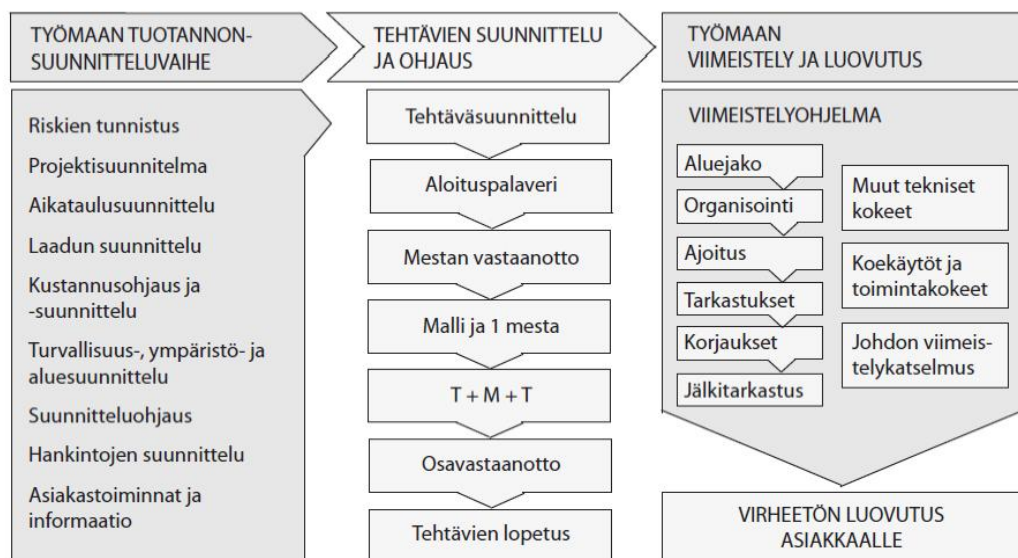 TYÖMAAN TUOTANNON-
SUUNNITTELUVAIHE
Riskien tunnistus
Projektisuunnitelma
Aikataulusuunnittelu
Laadun suunnittelu
Kustannusohjaus ja
-suunnittelu
Turvallisuus-, ympäristö- ja
aluesuunnittelu
Suunnitteluohjaus
Hankintojen suunnittelu
Asiakastoiminnat ja
informaatio
TEHTÄVIEN SUUNNITTELU
JA OHJAUS
Tehtäväsuunnittelu
Aloituspalaveri
Mestan vastaanotto
Malli ja 1 mesta
T + M + T
Osavastaanotto
Tehtävien lopetus
TYÖMAAN
VIIMEISTELY JA LUOVUTUS
VIIMEISTELYOHJELMA
Aluejako
Organisointi
Ajoitus
Tarkastukset
Korjaukset
Jälkitarkastus
Muut tekniset
kokeet
Koekäytöt ja
toimintakokeet
Johdon viimeis-
telykatselmus
VIRHEETÖN LUOVUTUS
ASIAKKAALLE